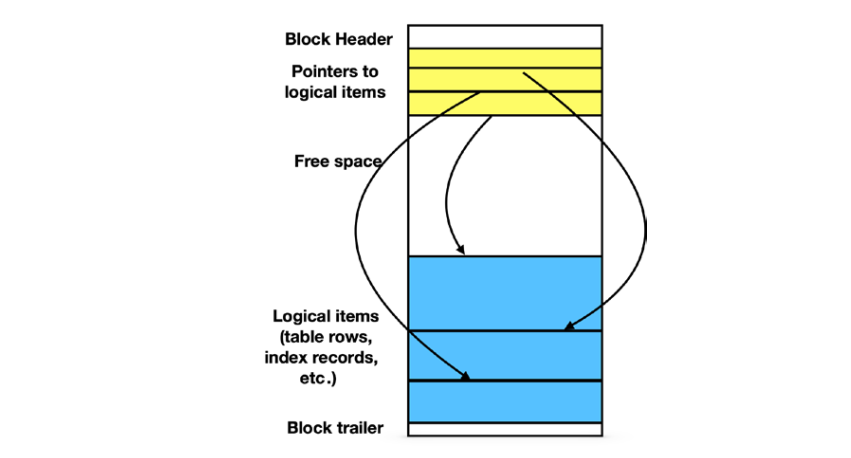 Block Header
Pointers to
logical items
Free space
Logical items
(table rows,
index records,
etc.)
Block trailer